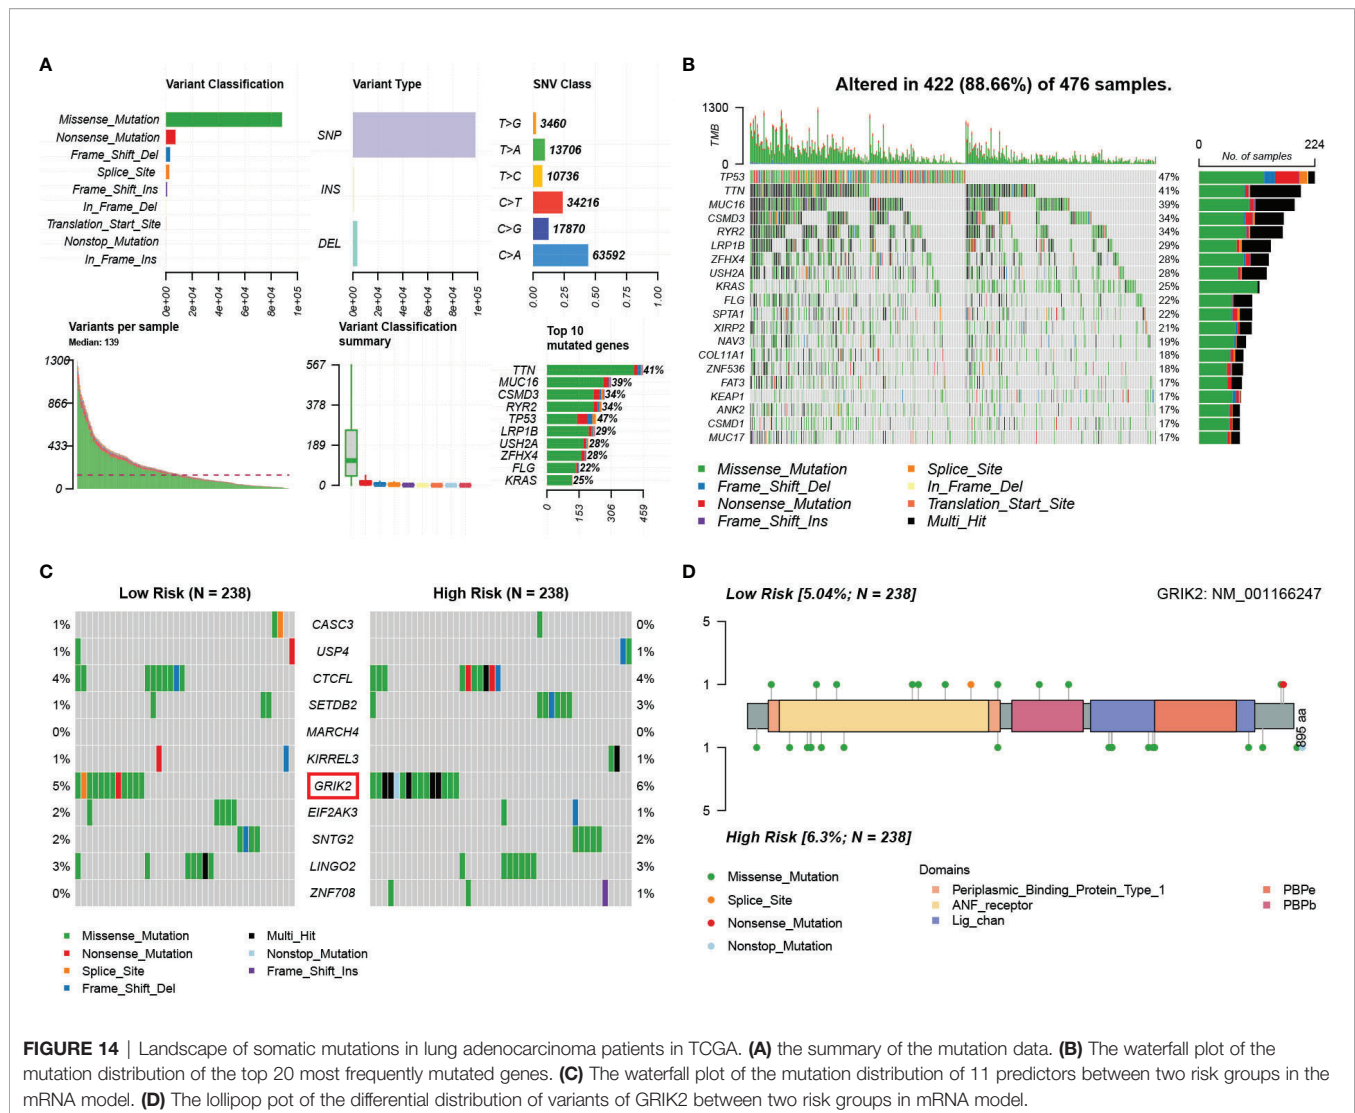 A
Variant Classification
Missense_Mutation
Nonsense_Mutation
Frame_Shift_Del
Splice_Site
Frame_Shift_Ins
In_Frame_Del
Translation_Start_Site
Nonstop_Mutation
In_Frame_Ins
0e+00
2e+04
4e+04
6e+04
8e+04
1e+05
Variant Type
SNP
INS
DEL
0e+00
2e+04
4e+04
6e+04
8e+04
1e+05
SNV Class
T>G 3460
T>A 13706
T>C 10736
C>T 34216
C>G 17870
C>A 63592
0.00
0.25
0.50
0.75
1.00
Variants per sample
Median: 139
1300
866
433
0
Variant Classification
summary
567
378
189
0
Top 10
mutated genes
TTN 41%
MUC16 39%
CSMD3 34%
RYR2 34%
TP53 47%
LRP1B 29%
USH2A 28%
ZFHX4 28%
FLG 22%
KRAS 25%
0
153
306
459
B
Altered in 422 (88.66%) of 476 samples.
1300
TMB
0
0 224
No. of samples
TP53 47%
TTN 41%
MUC16 39%
CSMD3 34%
RYR2 34%
LRP1B 29%
ZFHX4 28%
USH2A 28%
KRAS 25%
FLG 22%
SPTA1 22%
XIRP2 21%
NAV3 19%
COL11A1 18%
ZNF536 18%
FAT3 17%
KEAP1 17%
ANK2 17%
CSMD1 17%
MUC17 17%
Missense_Mutation
Frame_Shift_Del
Nonsense_Mutation
Frame_Shift_Ins
Splice_Site
In_Frame_Del
Translation_Start_Site
Multi_Hit
C
Low Risk (N = 238) High Risk (N = 238)
1% CASC3 0%
1% USP4 1%
4% CTCFL 4%
1% SETDB2 3%
0% MARCH4 0%
1% KIRREL3 1%
5% GRIK2 6%
2% EIF2AK3 1%
2% SNTG2 2%
3% LINGO2 3%
0% ZNF708 1%
Missense_Mutation
Nonsense_Mutation
Splice_Site
Frame_Shift_Del
Multi_Hit
Nonstop_Mutation
Frame_Shift_Ins
D
Low Risk [5.04%; N = 238] GRIK2: NM_001166247
5
1
1
5
895 aa
High Risk [6.3%; N = 238]
Missense_Mutation
Splice_Site
Nonsense_Mutation
Nonstop_Mutation
Domains
Periplasmic_Binding_Protein_Type_1
ANF_receptor
Lig_chan
PBPe
PBPb
FIGURE 14 | Landscape of somatic mutations in lung adenocarcinoma patients in TCGA. (A) the summary of the mutation data. (B) The waterfall plot of the
mutation distribution of the top 20 most frequently mutated genes. (C) The waterfall plot of the mutation distribution of 11 predictors between two risk groups in the
mRNA model. (D) The lollipop pot of the differential distribution of variants of GRIK2 between two risk groups in mRNA model.